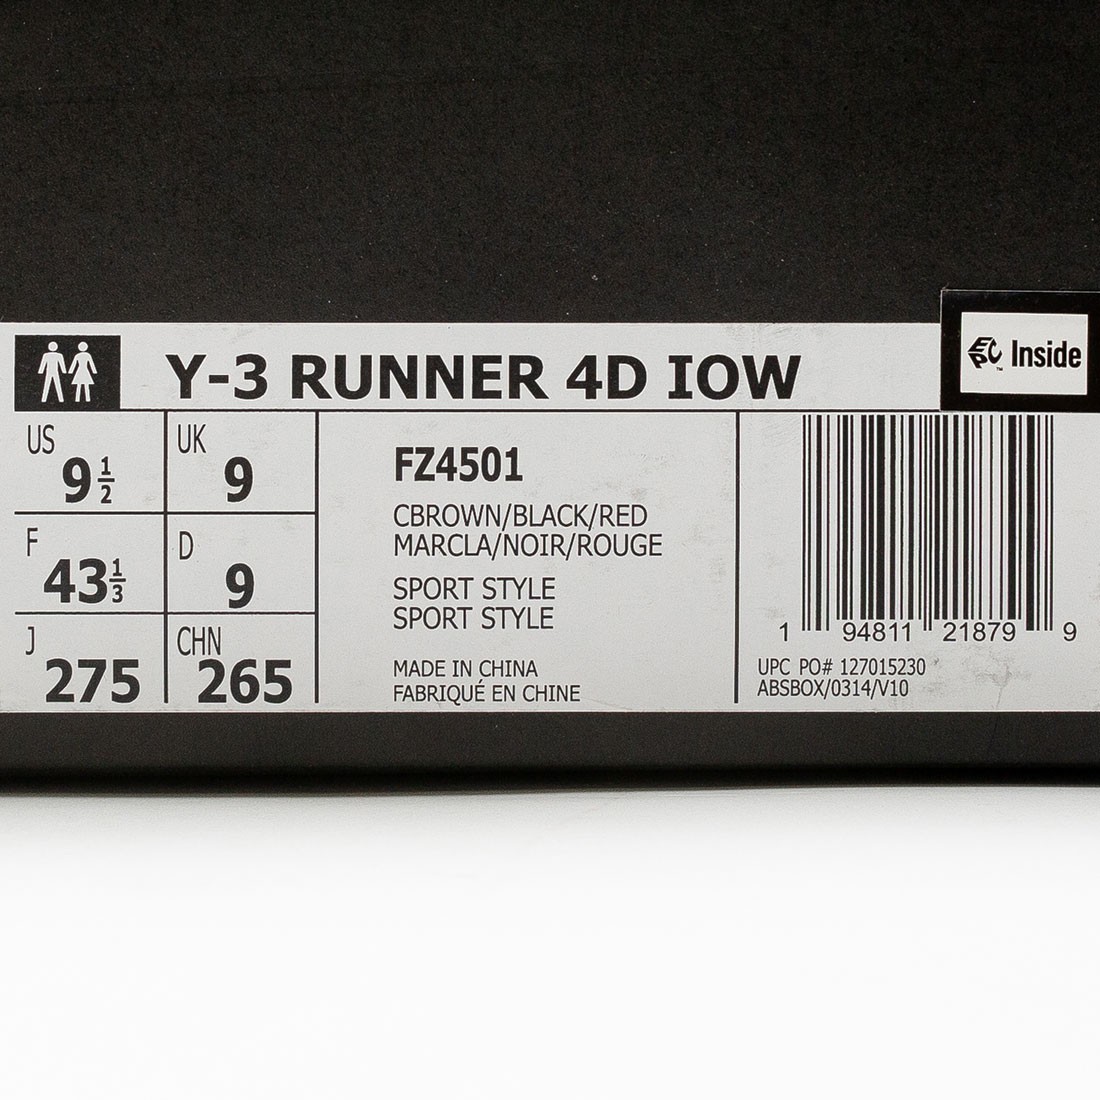 Y-3 RUNNER 4D IOW
Inside
US
9 1/2
UK
9
F
43 1/3
D
9
J
275
CHN
265
FZ4501
CBROWN/BLACK/RED
MARCLA/NOIR/ROUGE
SPORT STYLE
SPORT STYLE
MADE IN CHINA
FABRIQUÉ EN CHINE
1 94811 21879 9
UPC PO# 127015230
ABSBOX/0314/V10